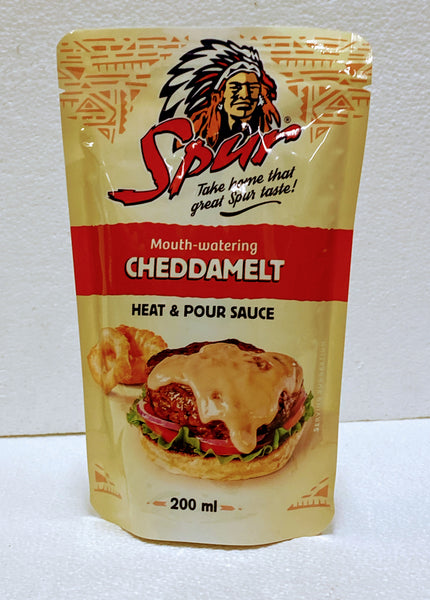 Spur®
Take home that
great Spur taste!
Mouth-watering
CHEDDAMELT
HEAT & POUR SAUCE
200 ml